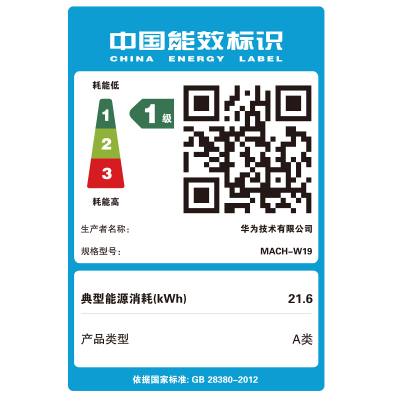 中国能效标识
CHINA ENERGY LABEL
耗能低
1
2
3
耗能高
1级
生产者名称: 华为技术有限公司
规格型号: MACH-W19
典型能源消耗(kWh) 21.6
产品类型 A类
依据国家标准: GB 28380-2012